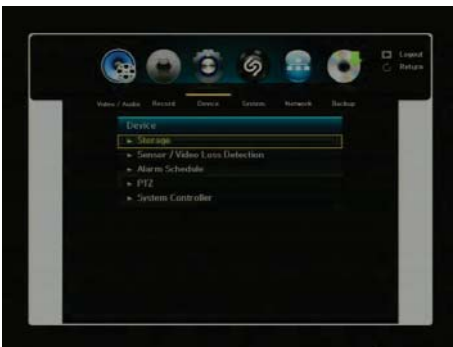 Logout
Return
Video / Audio Record Device System Network Backup
Device
Storage
Sensor / Video Loss Detection
Alarm Schedule
PTZ
System Controller